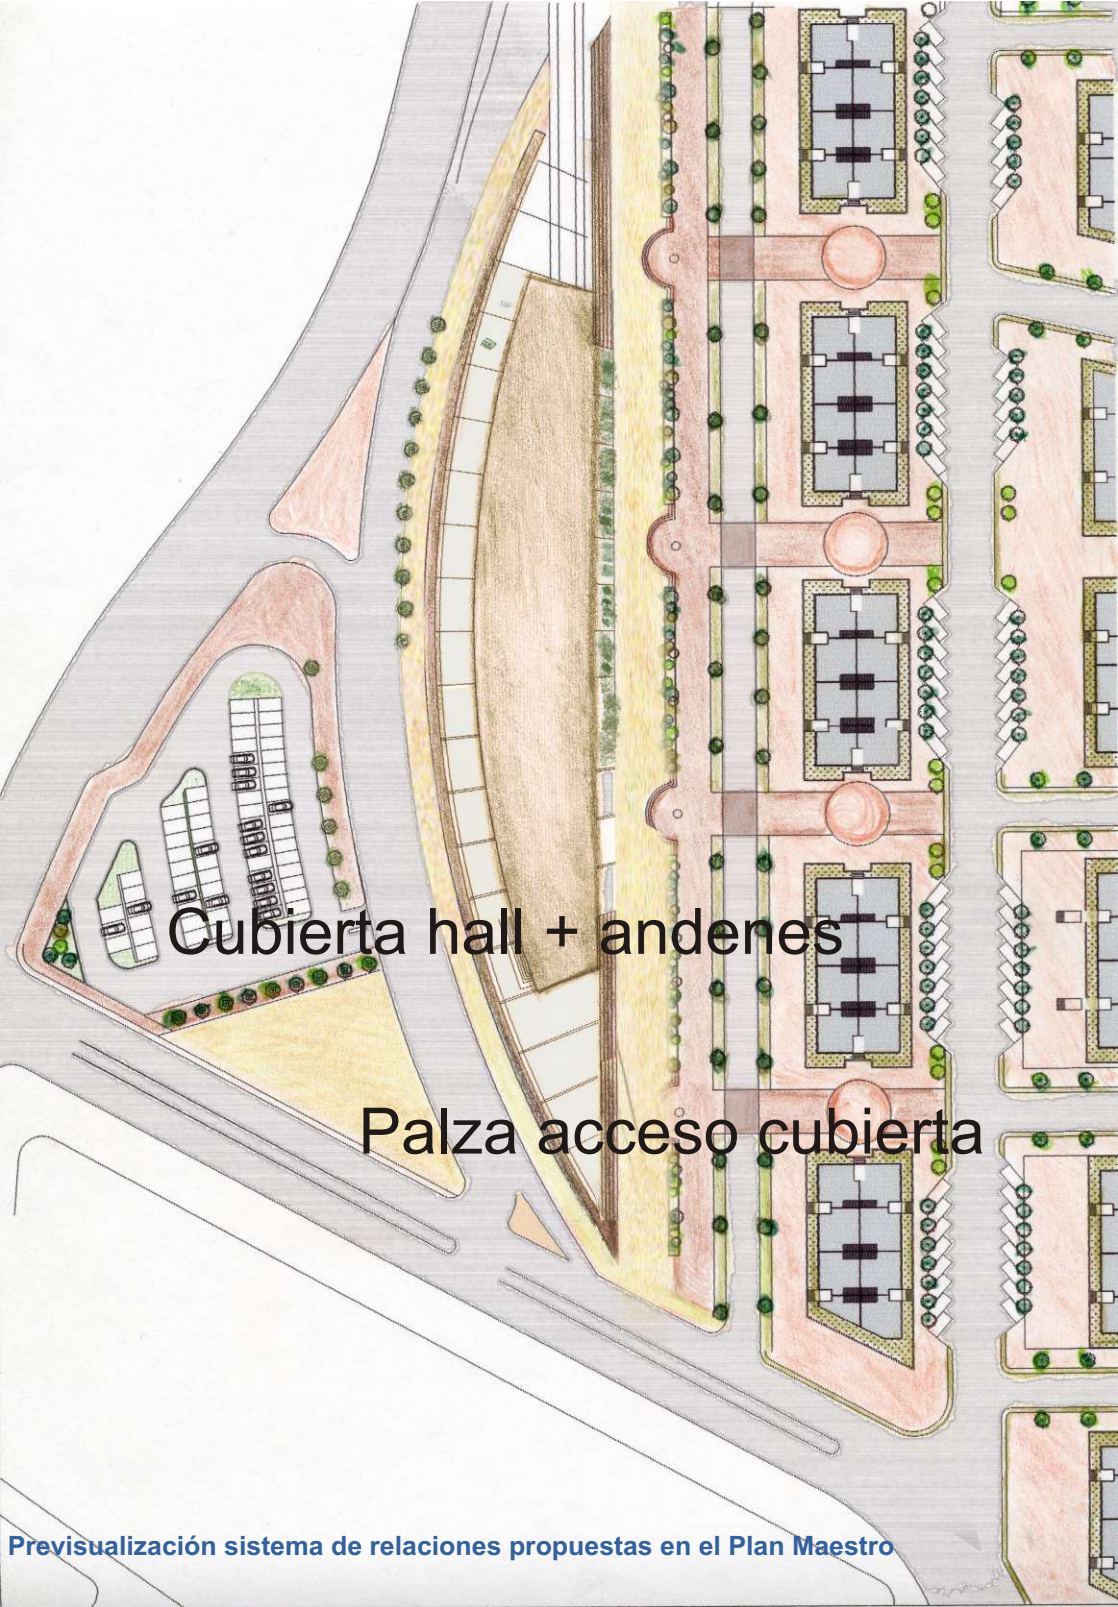 Cubierta hall + andenes
Palza acceso cubierta
Previsualización sistema de relaciones propuestas en el Plan Maestro